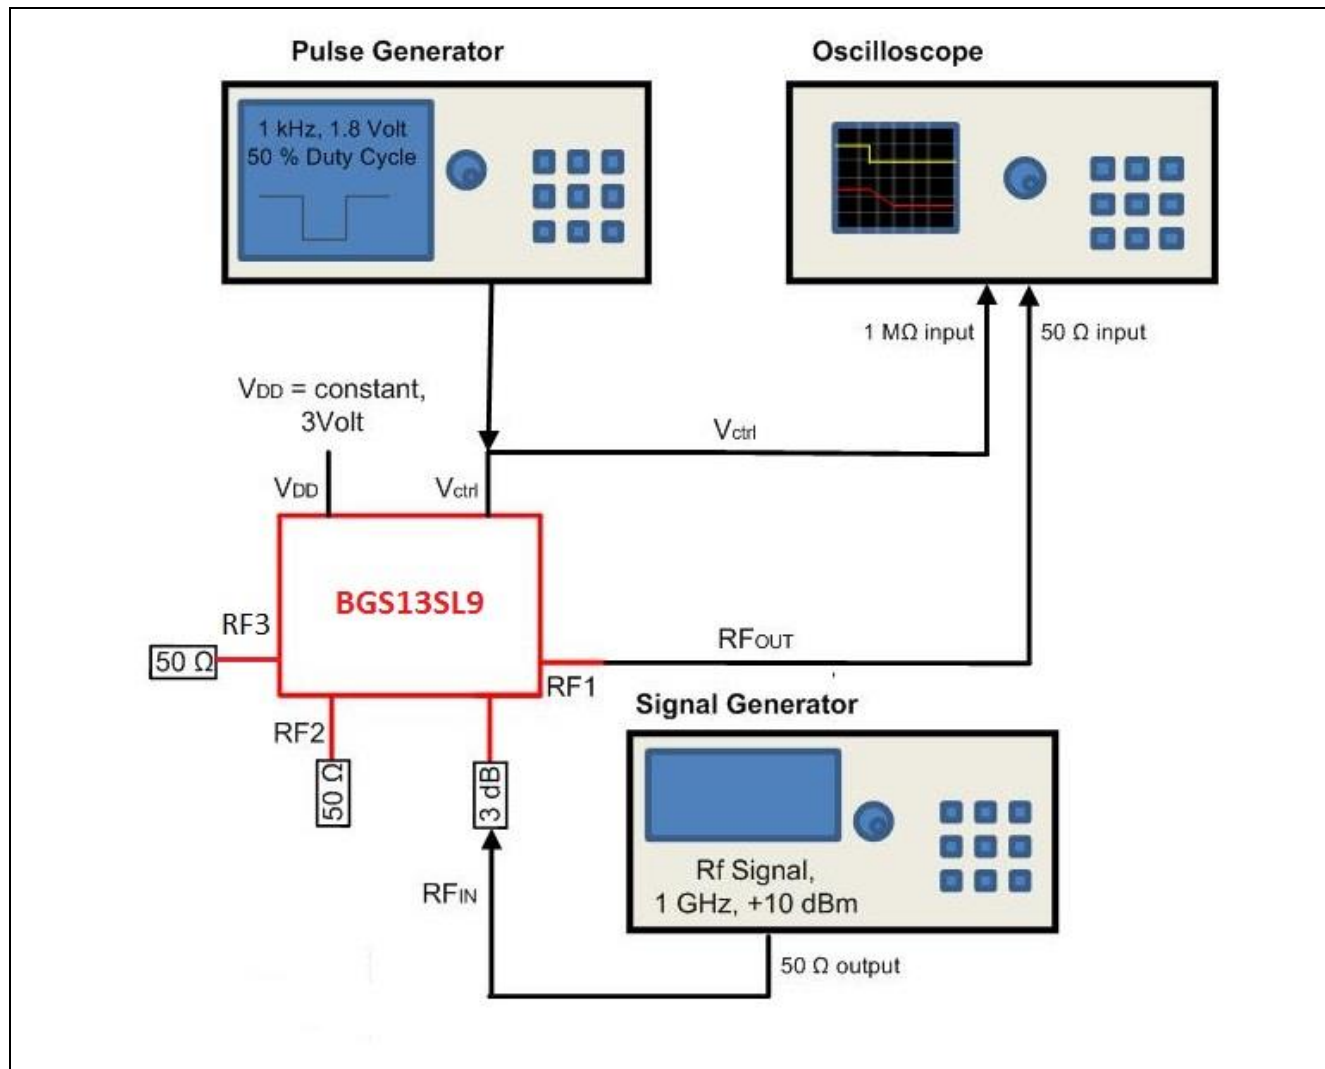 Pulse Generator
Oscilloscope
1 kHz, 1.8 Volt
50 % Duty Cycle
1 MΩ input
50 Ω input
VDD = constant,
3Volt
Vctrl
VDD
Vctrl
BGS13SL9
RF3
50 Ω
RFOUT
RF1
RF2
50 Ω
3 dB
Signal Generator
Rf Signal,
1 GHz, +10 dBm
RFIN
50 Ω output